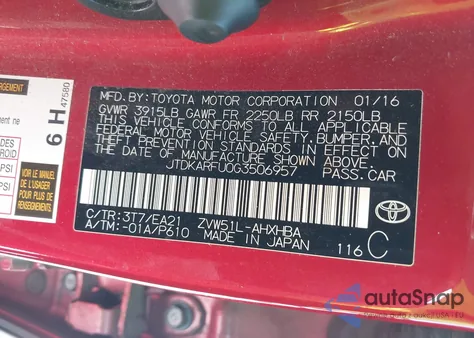 MFD.BY:TOYOTA MOTOR CORPORATION 01/16
GVWR 3915LB GAWR FR 2250LB RR 2150LB
THIS VEHICLE CONFORMS TO ALL APPLICABLE
FEDERAL MOTOR VEHICLE SAFETY, BUMPER, AND
THEFT PREVENTION STANDARDS IN EFFECT ON
THE DATE OF MANUFACTURE SHOWN ABOVE.
JTDKARFU0G3506957 PASS.CAR
C/TR:3T7/EA21 ZVW51L-AHXHBA
A/TM:-01A/P610 MADE IN JAPAN
116 C
TOYOTA
6 H 47580
autoSnap